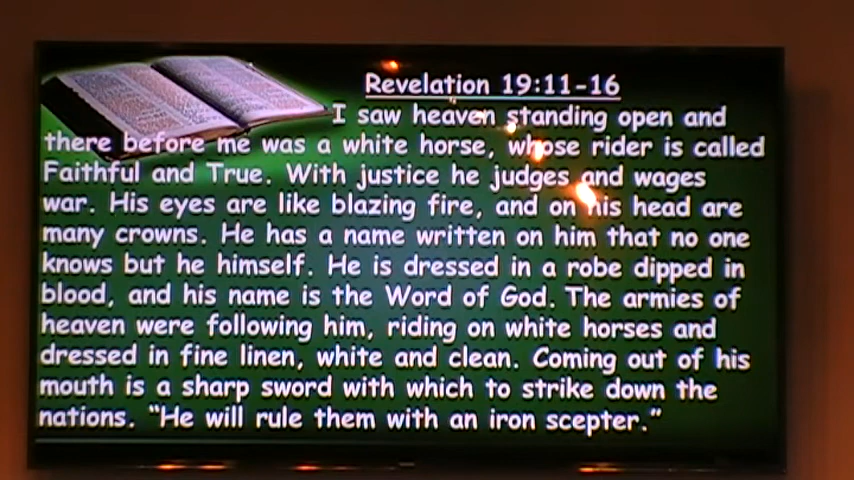 Revelation 19:11-16
I saw heaven standing open and
there before me was a white horse, whose rider is called
Faithful and True. With justice he judges and wages
war. His eyes are like blazing fire, and on his head are
many crowns. He has a name written on him that no one
knows but he himself. He is dressed in a robe dipped in
blood, and his name is the Word of God. The armies of
heaven were following him, riding on white horses and
dressed in fine linen, white and clean. Coming out of his
mouth is a sharp sword with which to strike down the
nations. “He will rule them with an iron scepter.”